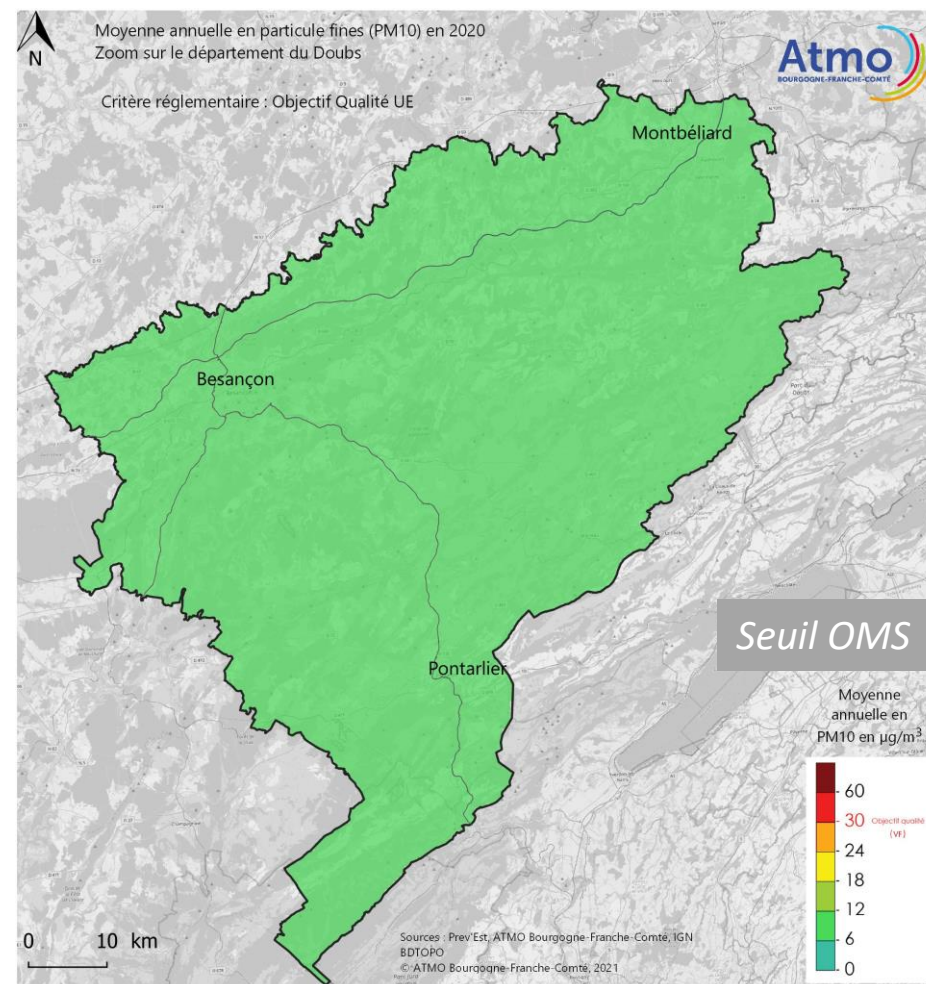 Moyenne annuelle en particule fines (PM10) en 2020
Zoom sur le département du Doubs
Critère réglementaire : Objectif Qualité UE
N
Atmo
BOURGOGNE-FRANCHE-COMTÉ
Montbéliard
Besançon
Pontarlier
Seuil OMS
Moyenne
annuelle en
PM10 en µg/m³
60
30 Objectif qualité
(VF)
24
18
12
6
0
0 10 km
Sources : Prev'Est, ATMO Bourgogne-Franche-Comté, IGN
BDTOPO
© ATMO Bourgogne-Franche-Comté, 2021